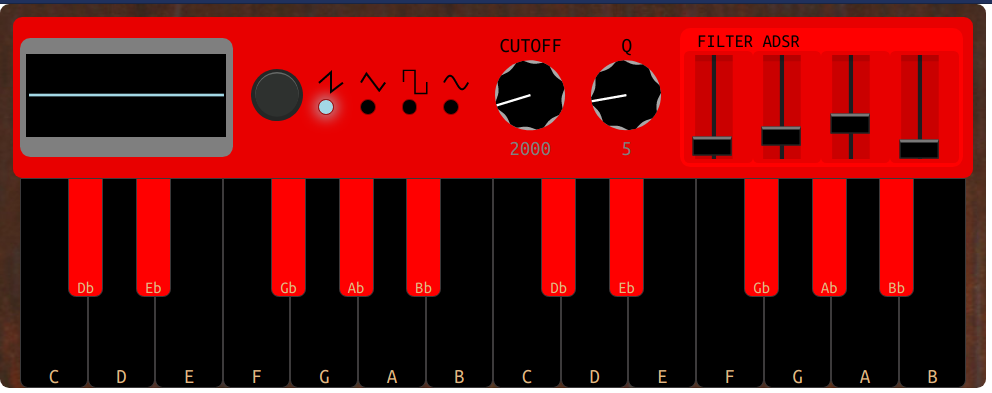 CUTOFF Q FILTER ADSR
2000 5
Db Eb Gb Ab Bb Db Eb Gb Ab Bb
C D E F G A B C D E F G A B